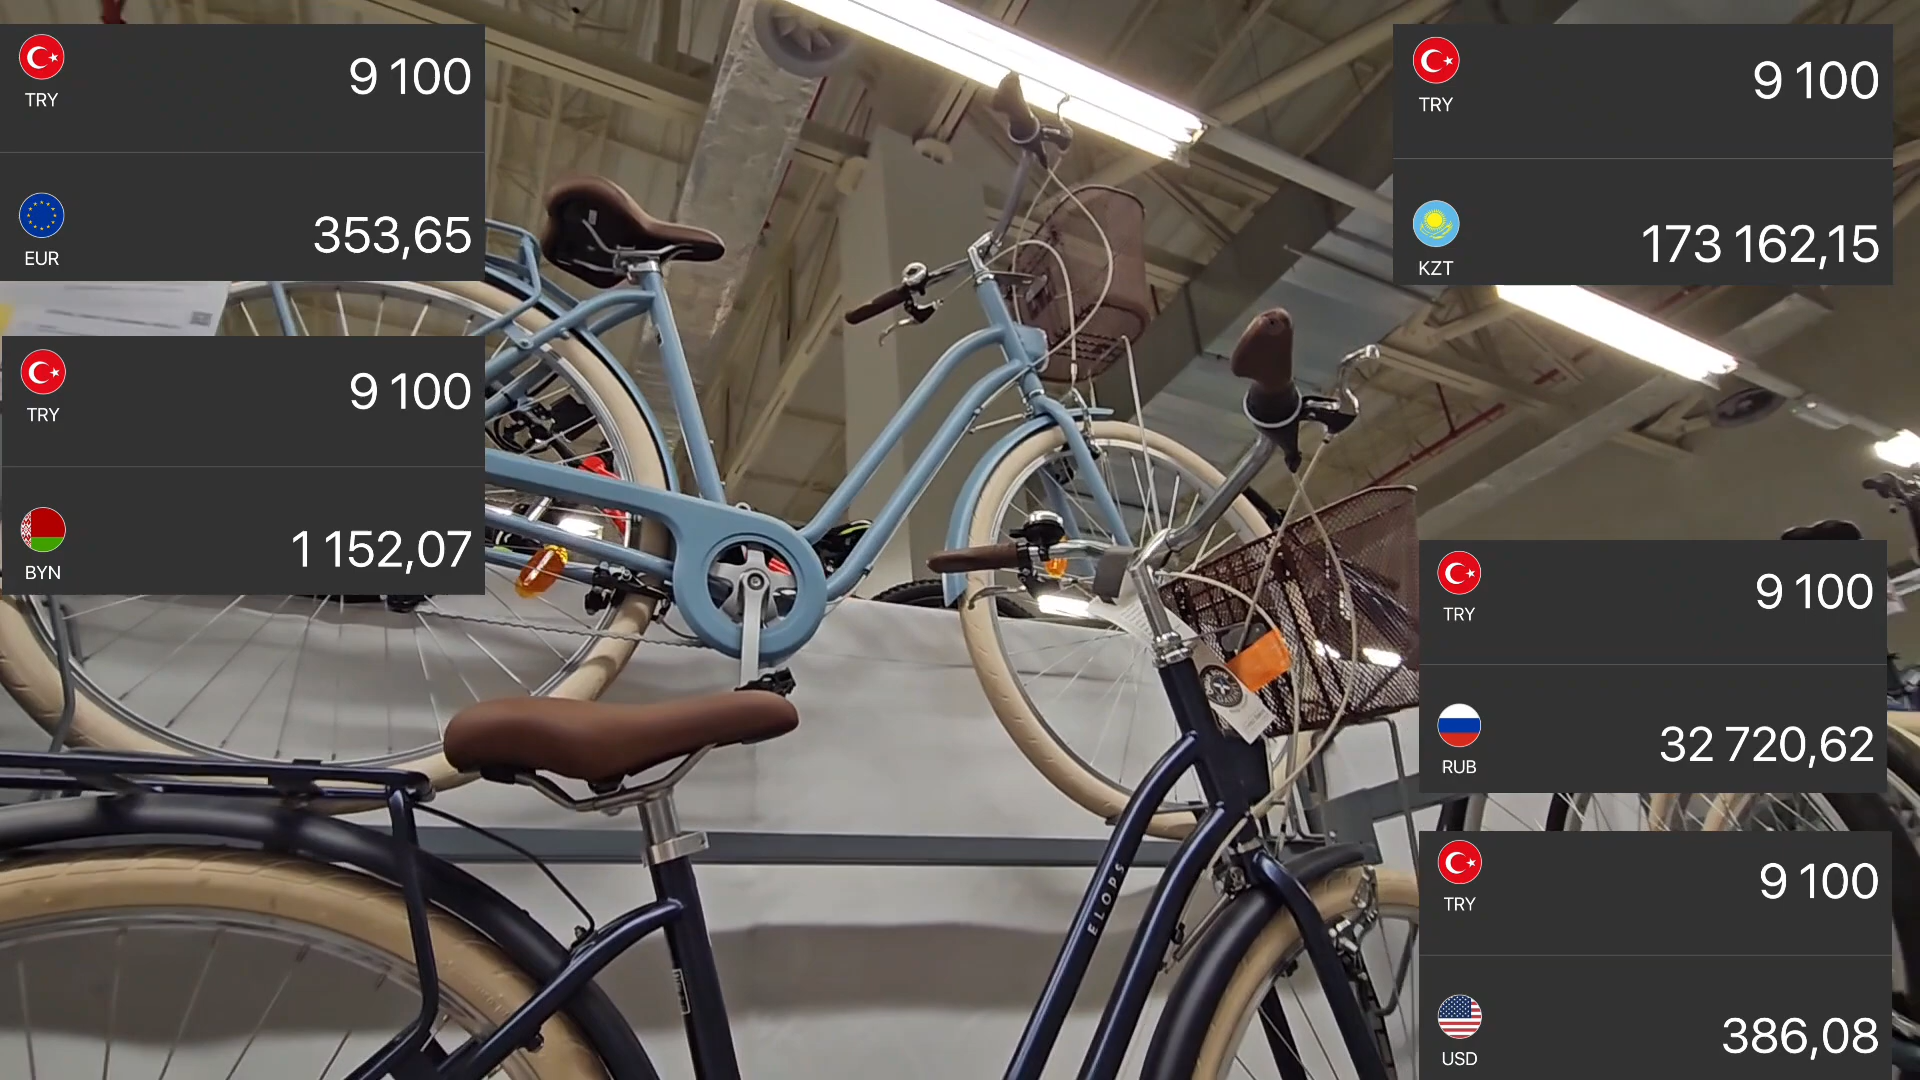 TRY
9 100
EUR
353,65
TRY
9 100
BYN
1 152,07
TRY
9 100
KZT
173 162,15
TRY
9 100
RUB
32 720,62
TRY
9 100
USD
386,08
ELOPS